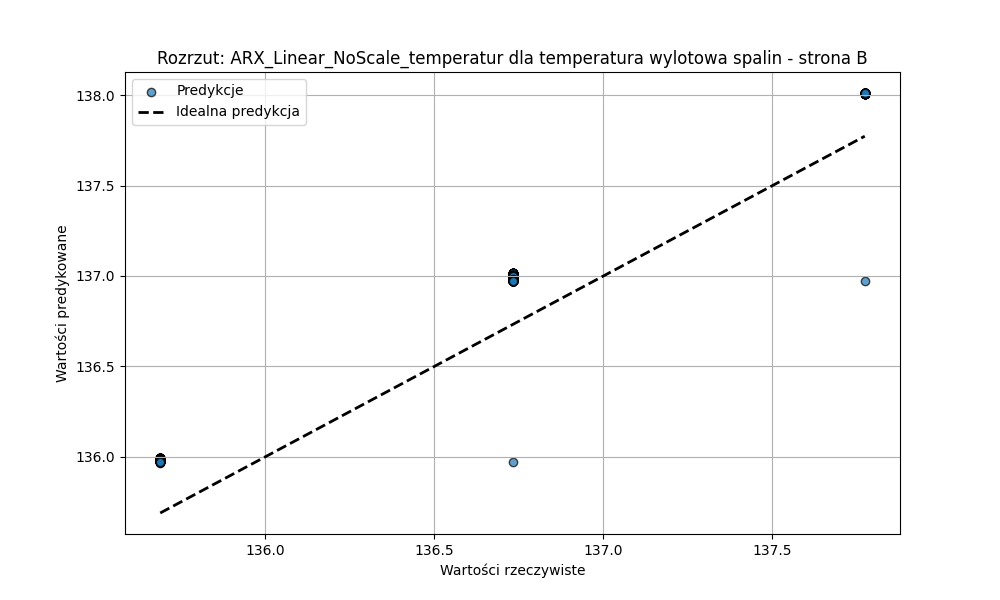 Rozrzut: ARX_Linear_NoScale_temperatur dla temperatura wylotowa spalin - strona B
Predykcje
Idealna predykcja
138.0
137.5
137.0
136.5
136.0
Wartości predykowane
136.0
136.5
137.0
137.5
Wartości rzeczywiste